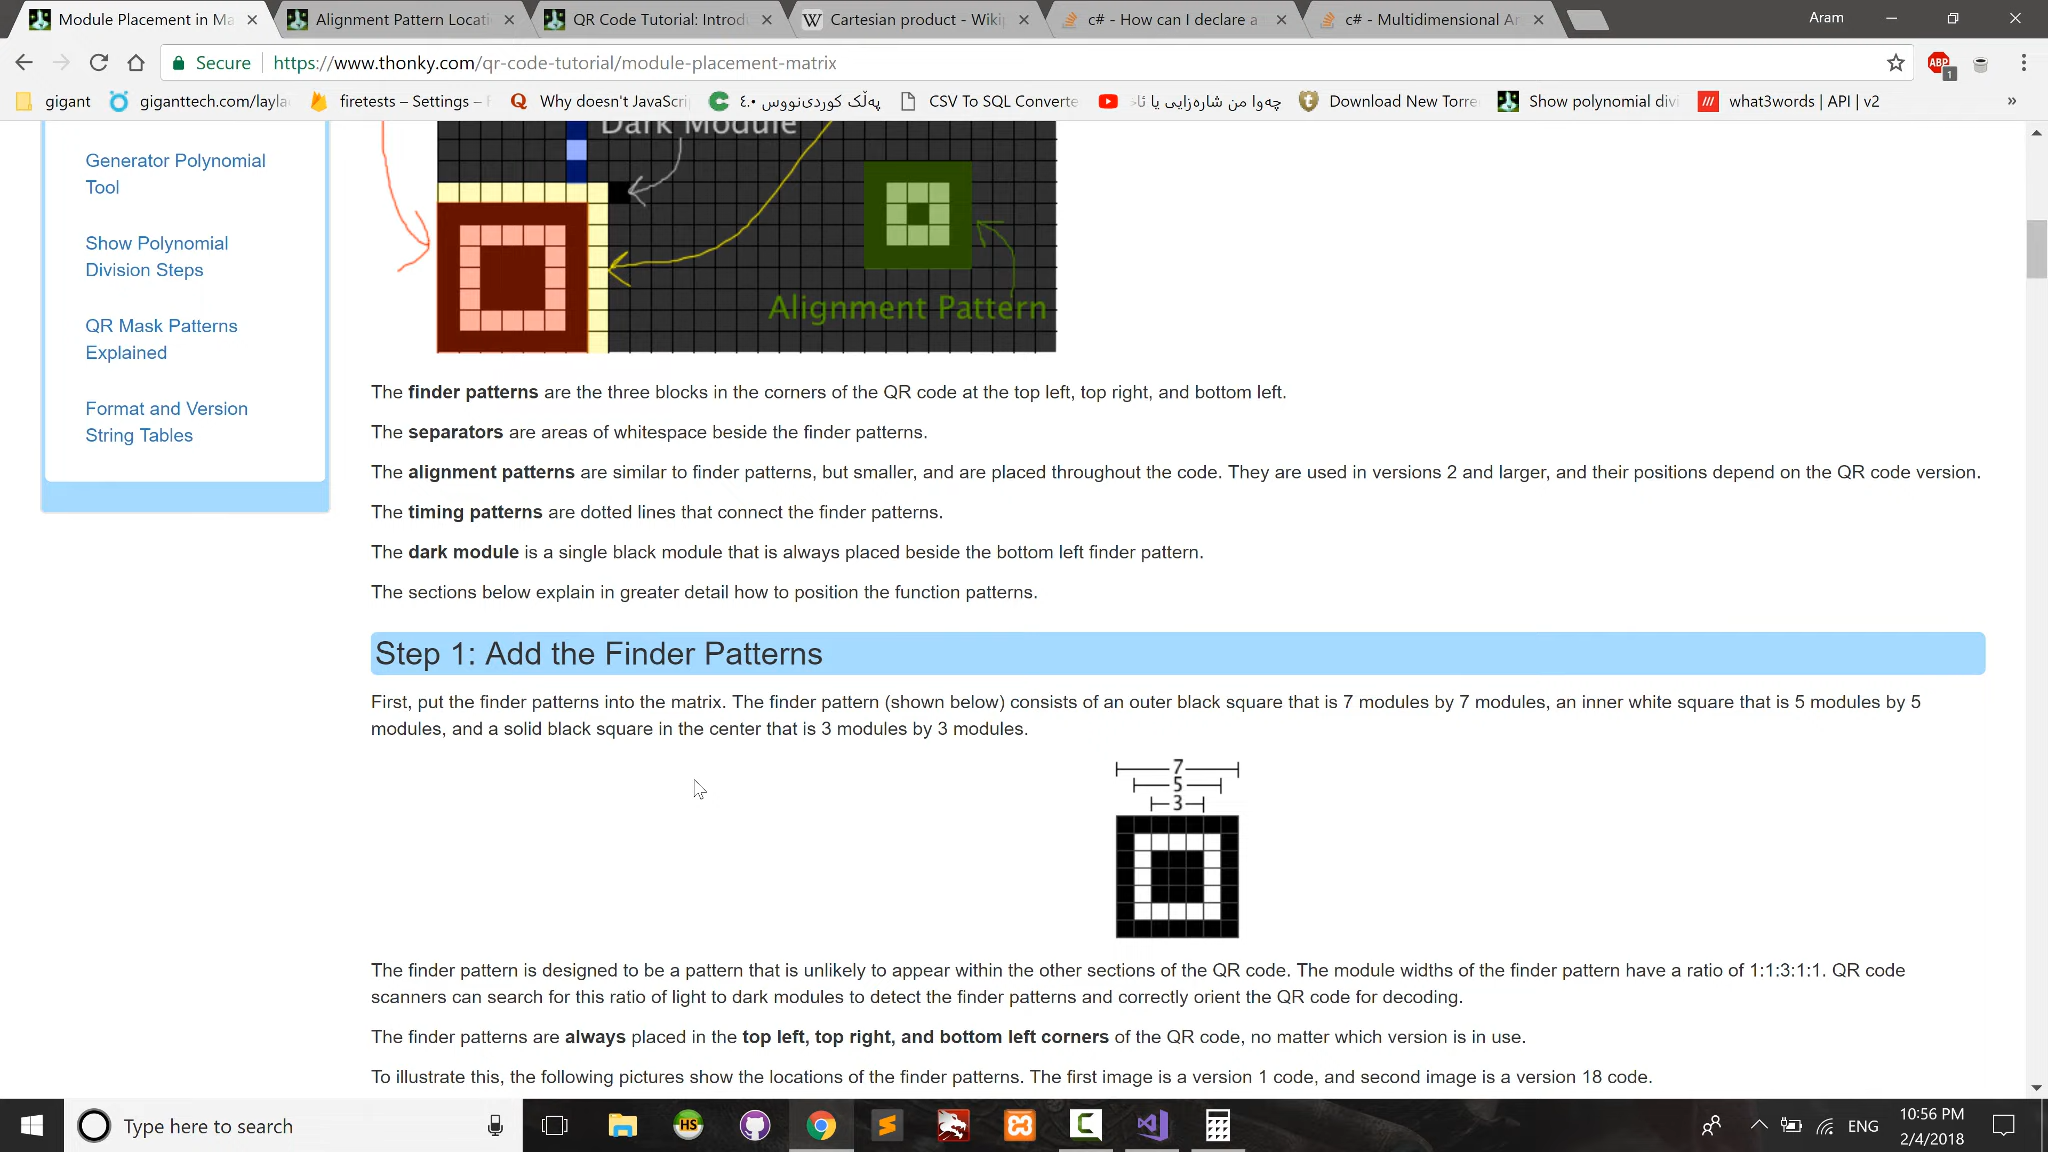 Module Placement in Ma
Alignment Pattern Locati
QR Code Tutorial: Introdu
Cartesian product - Wiki
c# - How can I declare a
c# - Multidimensional Ar
Aram
Secure
https://www.thonky.com/qr-code-tutorial/module-placement-matrix
ABP
1
gigant
giganttech.com/layla
firetests – Settings –
Why doesn't JavaScri
پەڵک کوردی‌نووس ٤.٠
CSV To SQL Converte
چەوا من شارەزایی یا ئا
Download New Torre
Show polynomial divi
what3words | API | v2
»
Generator Polynomial
Tool
Show Polynomial
Division Steps
QR Mask Patterns
Explained
Format and Version
String Tables
Dark Module
Alignment Pattern
The finder patterns are the three blocks in the corners of the QR code at the top left, top right, and bottom left.
The separators are areas of whitespace beside the finder patterns.
The alignment patterns are similar to finder patterns, but smaller, and are placed throughout the code. They are used in versions 2 and larger, and their positions depend on the QR code version.
The timing patterns are dotted lines that connect the finder patterns.
The dark module is a single black module that is always placed beside the bottom left finder pattern.
The sections below explain in greater detail how to position the function patterns.
Step 1: Add the Finder Patterns
First, put the finder patterns into the matrix. The finder pattern (shown below) consists of an outer black square that is 7 modules by 7 modules, an inner white square that is 5 modules by 5
modules, and a solid black square in the center that is 3 modules by 3 modules.
7
5
3
The finder pattern is designed to be a pattern that is unlikely to appear within the other sections of the QR code. The module widths of the finder pattern have a ratio of 1:1:3:1:1. QR code
scanners can search for this ratio of light to dark modules to detect the finder patterns and correctly orient the QR code for decoding.
The finder patterns are always placed in the top left, top right, and bottom left corners of the QR code, no matter which version is in use.
To illustrate this, the following pictures show the locations of the finder patterns. The first image is a version 1 code, and second image is a version 18 code.
Type here to search
HS
ENG
10:56 PM
2/4/2018